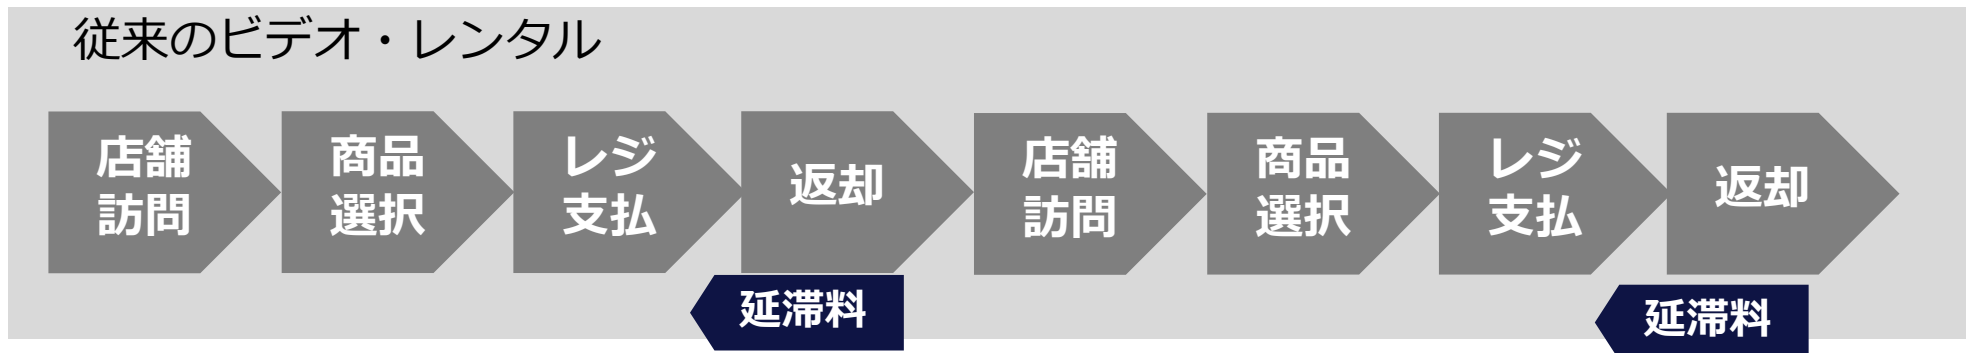 従来のビデオ・レンタル
店舗
訪問
商品
選択
レジ
支払
返却
店舗
訪問
商品
選択
レジ
支払
返却
延滞料
延滞料